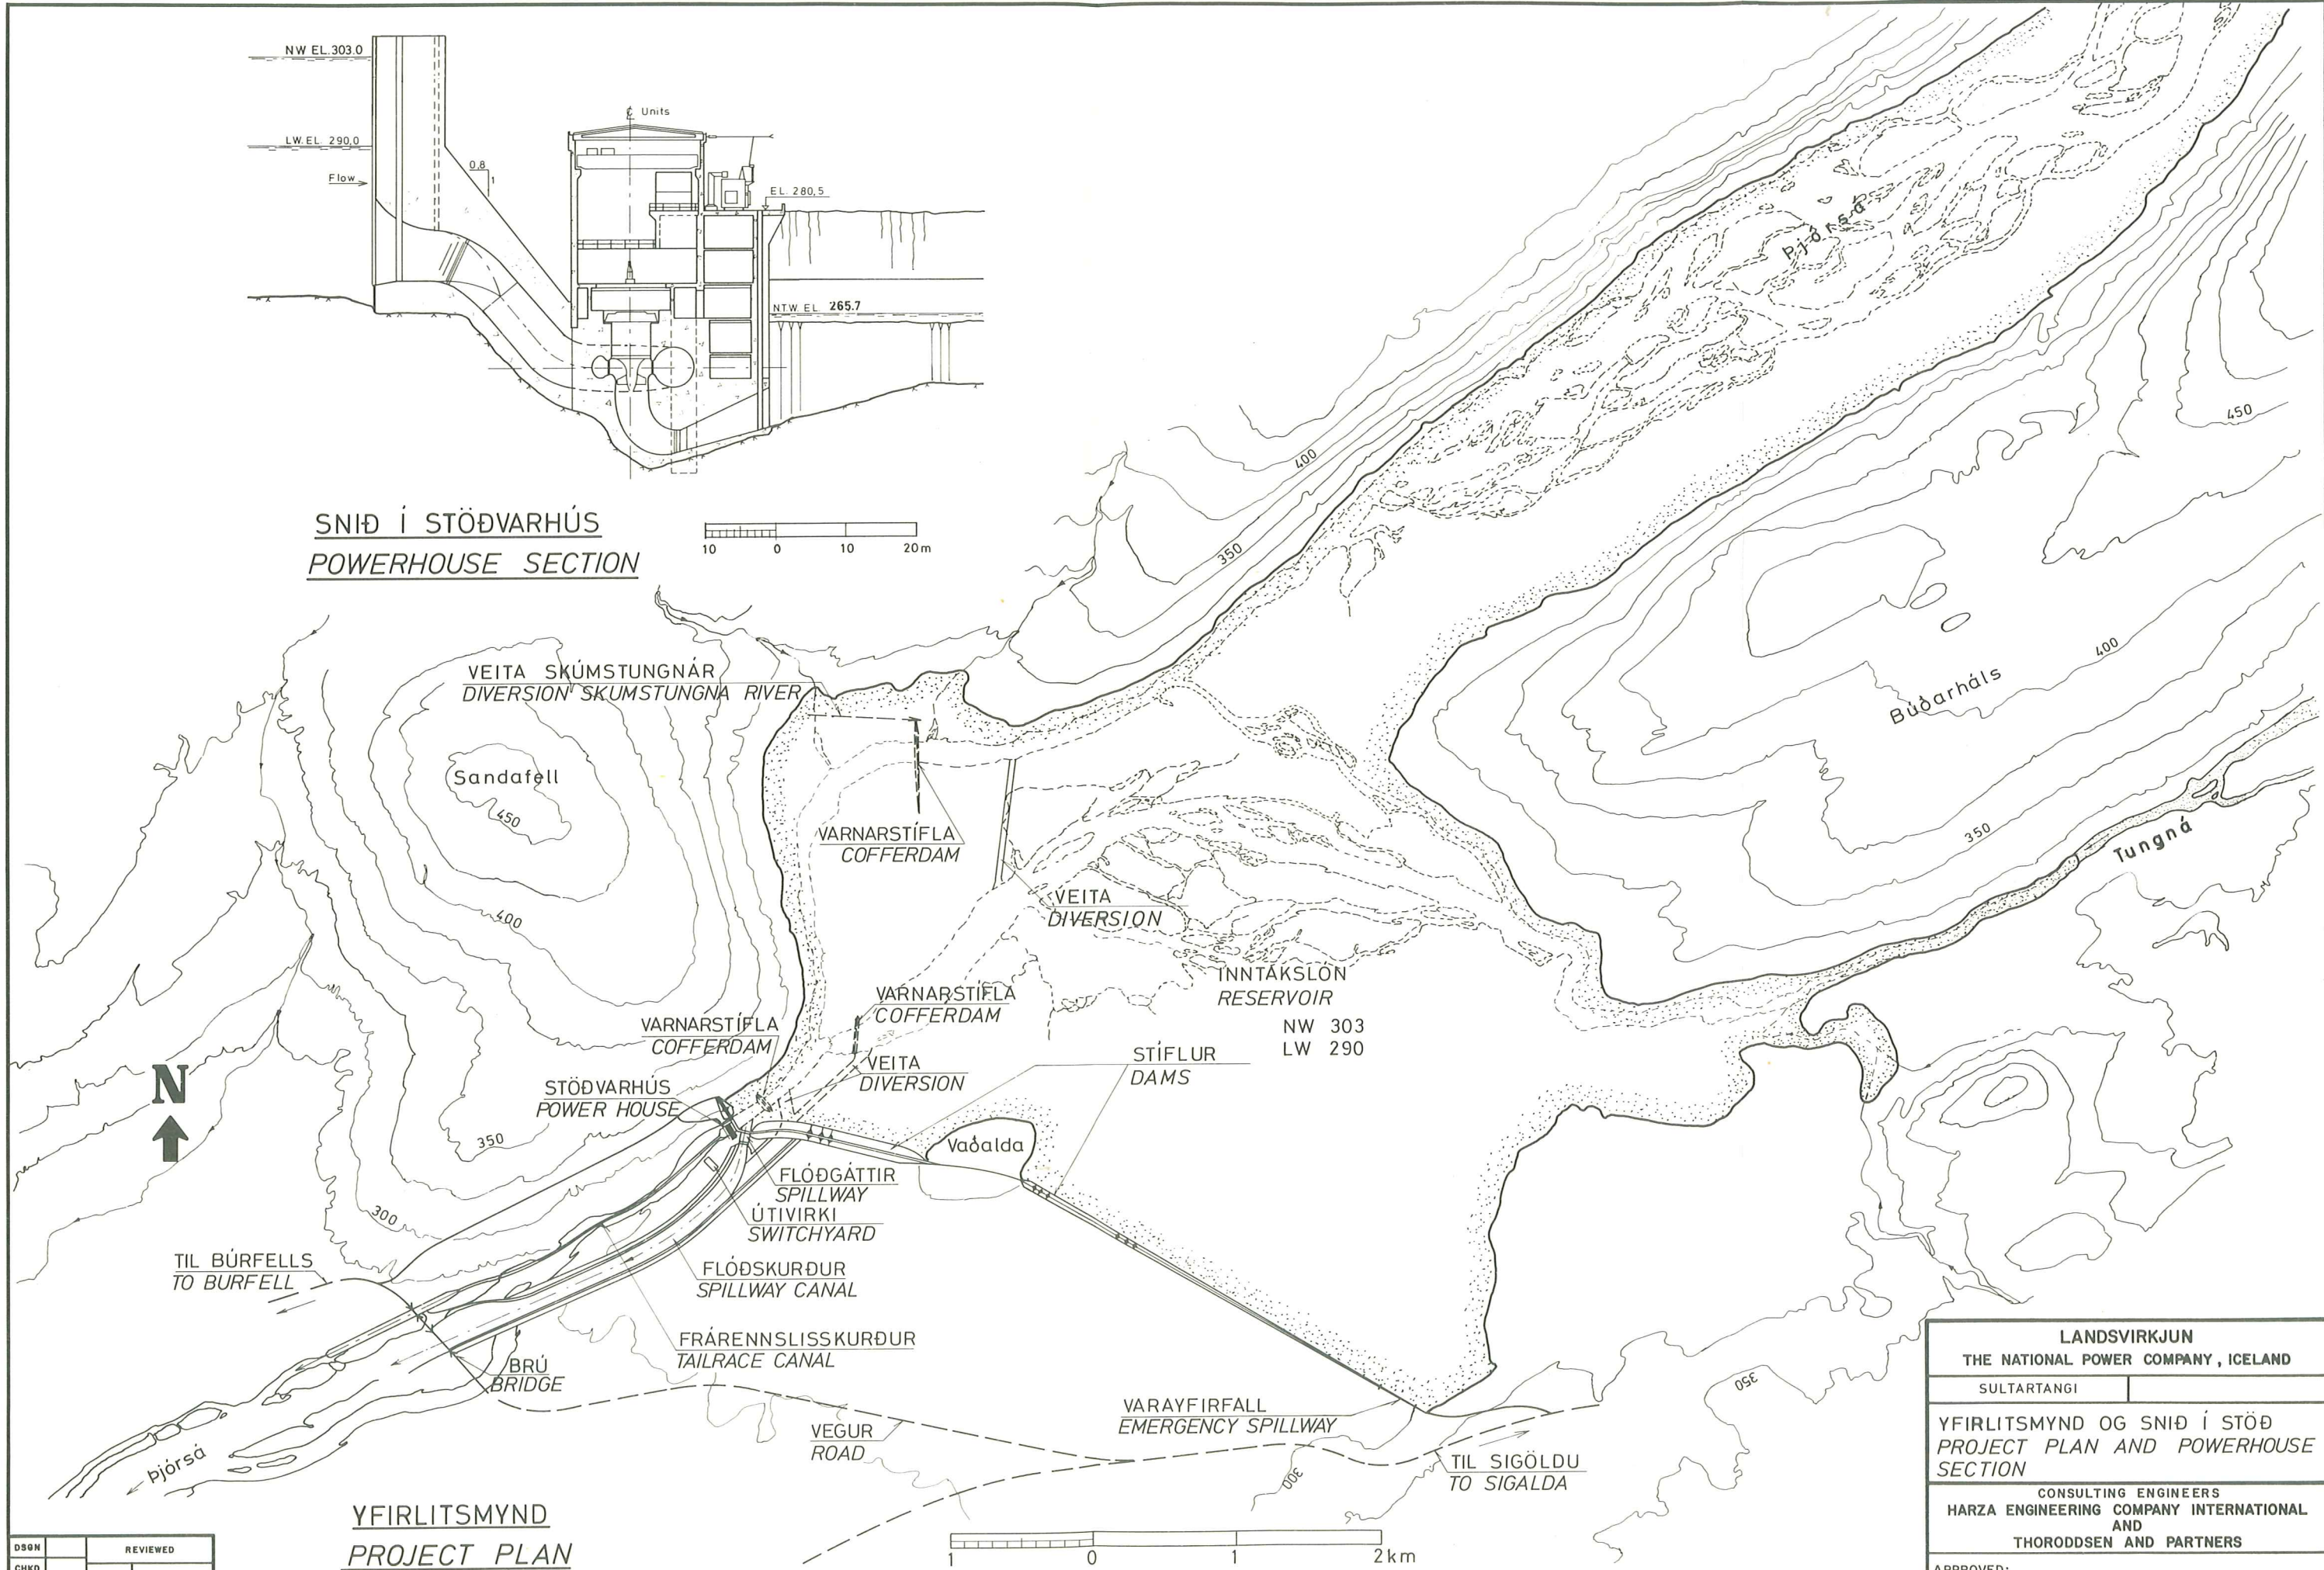 NW EL.303.0
LW.EL. 290,0
Flow
0.8
1
℄ Units
EL. 280,5
NTW. EL. 265.7
SNIÐ Í STÖÐVARHÚS
POWERHOUSE SECTION
10 0 10 20m
Þjórsá
450
400
350
400
Búðarháls
350
Tungná
VEITA SKÚMSTUNGNÁR
DIVERSION SKUMSTUNGNA RIVER
Sandafell
450
400
VARNARSTÍFLA
COFFERDAM
VEITA
DIVERSION
INNTAKSLÓN
RESERVOIR
NW 303
LW 290
VARNARSTÍFLA
COFFERDAM
VARNARSTÍFLA
COFFERDAM
VEITA
DIVERSION
STÍFLUR
DAMS
N
STÖÐVARHÚS
POWER HOUSE
350
Vaðalda
FLÓÐGÁTTIR
SPILLWAY
ÚTIVIRKI
SWITCHYARD
300
TIL BÚRFELLS
TO BURFELL
FLÓÐSKURÐUR
SPILLWAY CANAL
FRÁRENNSLISSKURÐUR
TAILRACE CANAL
BRÚ
BRIDGE
VARAYFIRFALL
EMERGENCY SPILLWAY
350
VEGUR
ROAD
TIL SIGÖLDU
TO SIGALDA
300
Þjórsá
YFIRLITSMYND
PROJECT PLAN
1 0 1 2km
DSGN
REVIEWED
CHKD
LANDSVIRKJUN
THE NATIONAL POWER COMPANY, ICELAND
SULTARTANGI
YFIRLITSMYND OG SNIÐ Í STÖÐ
PROJECT PLAN AND POWERHOUSE
SECTION
CONSULTING ENGINEERS
HARZA ENGINEERING COMPANY INTERNATIONAL
AND
THORODDSEN AND PARTNERS
APPROVED: